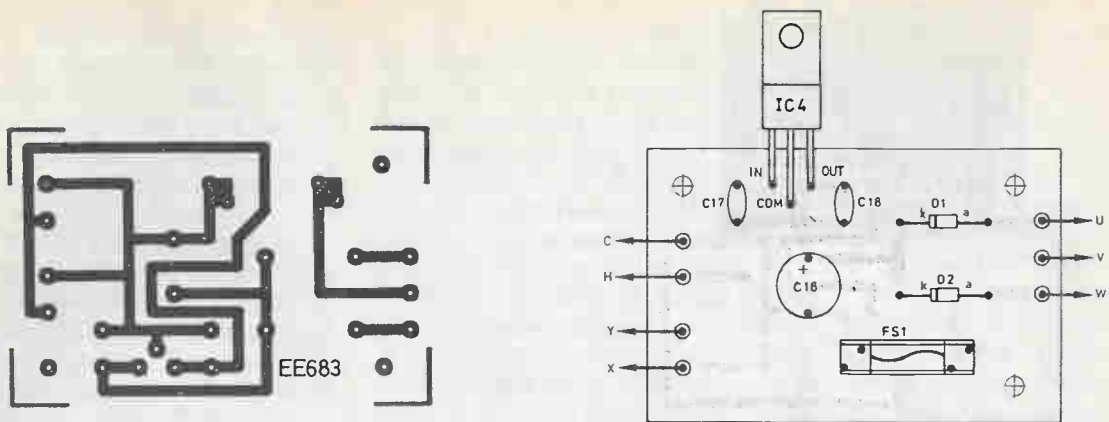 EE683
IC4
IN
OUT
C17
COM
C18
D1
k
a
U
C
V
H
+
C16
D2
k
a
W
Y
FS1
X